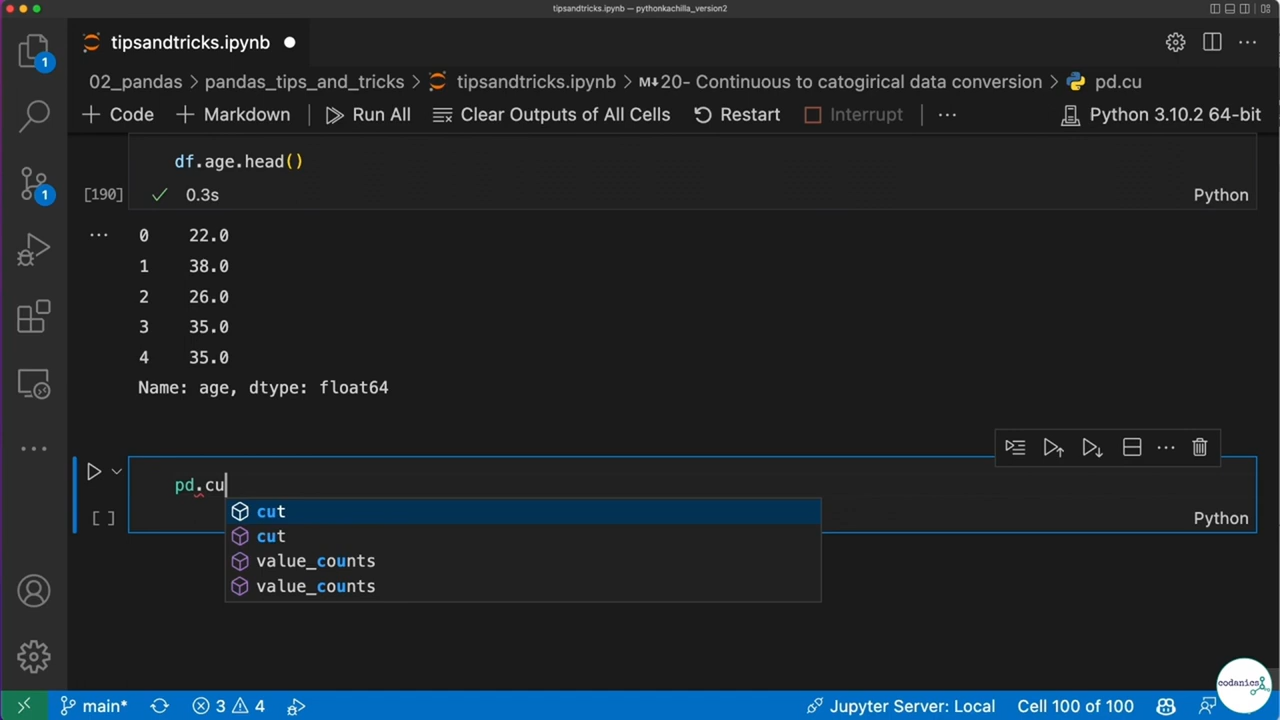 tipsandtricks.ipynb — pythonkachilla_version2
tipsandtricks.ipynb
02_pandas > pandas_tips_and_tricks > tipsandtricks.ipynb > M↓20- Continuous to catogirical data conversion > pd.cu
+ Code + Markdown Run All Clear Outputs of All Cells Restart Interrupt ... Python 3.10.2 64-bit
df.age.head()
[190] ✓ 0.3s Python
... 0 22.0
1 38.0
2 26.0
3 35.0
4 35.0
Name: age, dtype: float64
pd.cu
cut
cut
value_counts
value_counts
[ ] Python
main* 3 4 Jupyter Server: Local Cell 100 of 100
1
1
codanics